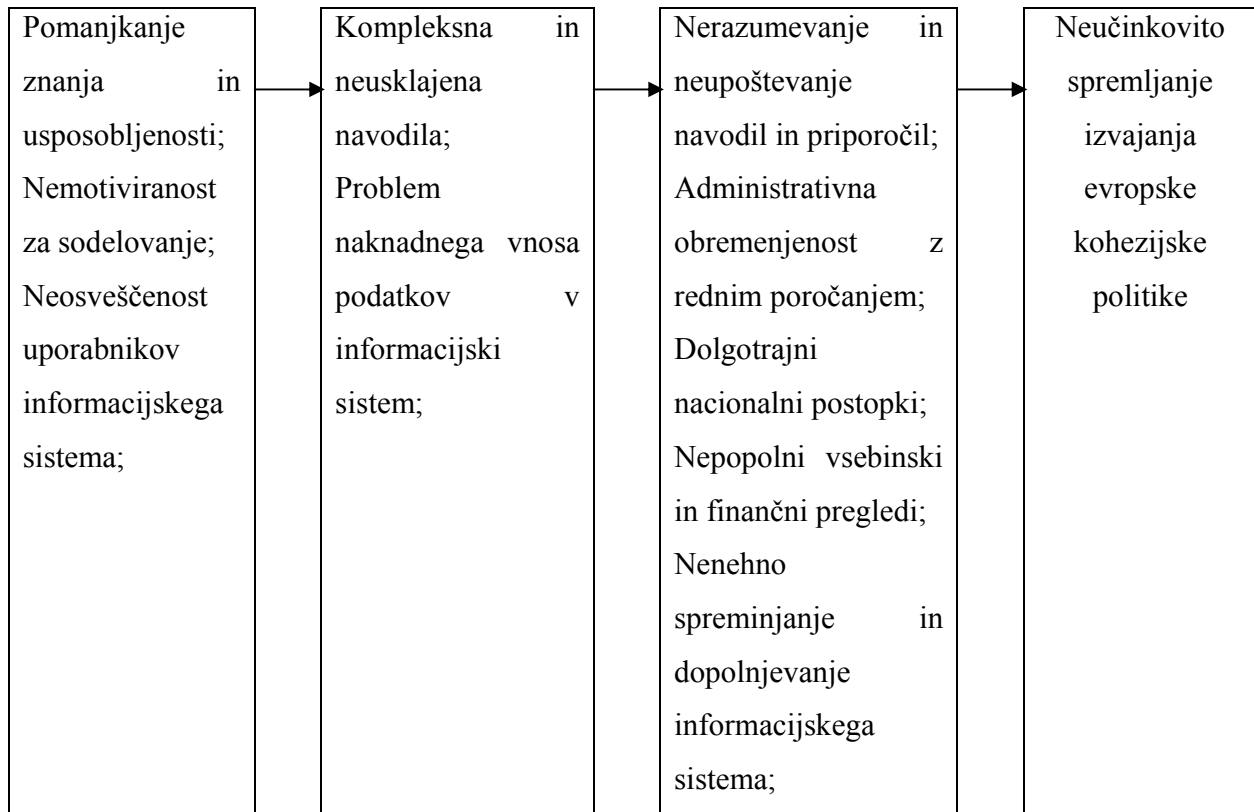 Pomanjkanje
znanja in
usposobljenosti;
Nemotiviranost
za sodelovanje;
Neosveščenost
uporabnikov
informacijskega
sistema;
Kompleksna in
neusklajena
navodila;
Problem
naknadnega vnosa
podatkov v
informacijski
sistem;
Nerazumevanje in
neupoštevanje
navodil in priporočil;
Administrativna
obremenjenost z
rednim poročanjem;
Dolgotrajni
nacionalni postopki;
Nepopolni vsebinski
in finančni pregledi;
Nenehno
spreminjanje in
dopolnjevanje
informacijskega
sistema;
Neučinkovito
spremljanje
izvajanja
evropske
kohezijske
politike